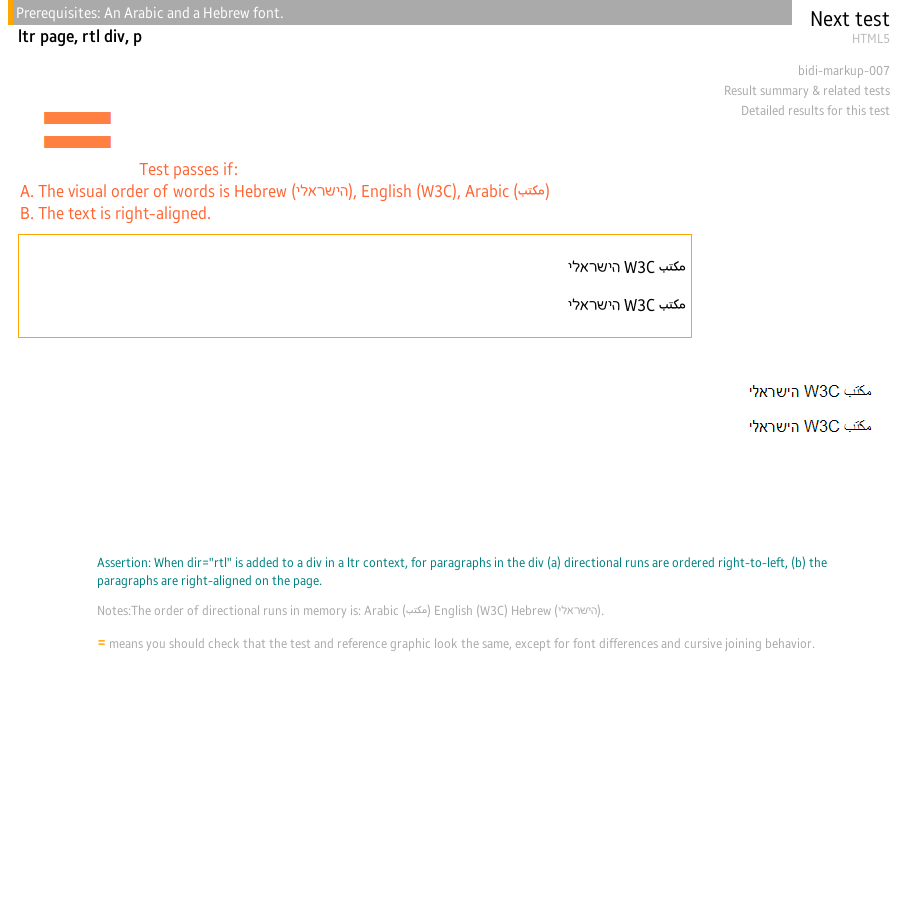 Prerequisites: An Arabic and a Hebrew font.
Next test
ltr page, rtl div, p
HTML5
bidi-markup-007
Result summary & related tests
Detailed results for this test
=
Test passes if:
A. The visual order of words is Hebrew (הישראלי), English (W3C), Arabic (مكتب)
B. The text is right-aligned.
مكتب W3C הישראלי
مكتب W3C הישראלי
مكتب W3C הישראלי
مكتب W3C הישראלי
Assertion: When dir="rtl" is added to a div in a ltr context, for paragraphs in the div (a) directional runs are ordered right-to-left, (b) the
paragraphs are right-aligned on the page.
Notes:The order of directional runs in memory is: Arabic (مكتب) English (W3C) Hebrew (הישראלי).
= means you should check that the test and reference graphic look the same, except for font differences and cursive joining behavior.